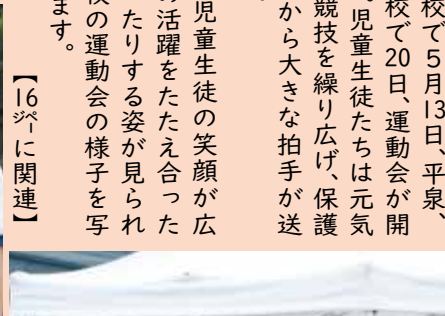 校で5月13日、平泉、
校で20日、運動会が開
。児童生徒たちは元気
競技を繰り広げ、保護
から大きな拍手が送
児童生徒の笑顔が広
の活躍をたたえ合った
たりする姿が見られ
校の運動会の様子を写
ます。
【16㌻に関連】